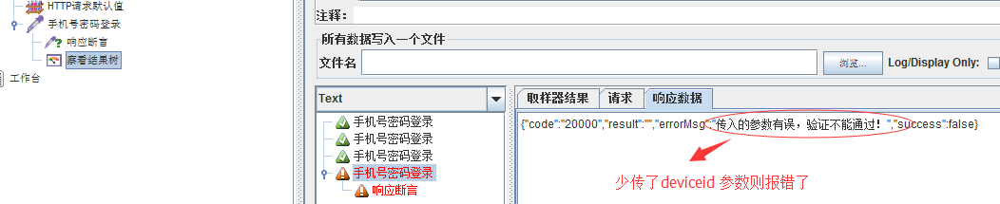 HTTP请求默认值
手机号密码登录
响应断言
察看结果树
工作台
注释：
所有数据写入一个文件
文件名
浏览...
Log/Display Only:
Text
手机号密码登录
手机号密码登录
手机号密码登录
手机号密码登录
响应断言
取样器结果 请求 响应数据
{"code":"20000","result":"","errorMsg":"传入的参数有误，验证不能通过！","success":false}
少传了deviceid 参数则报错了